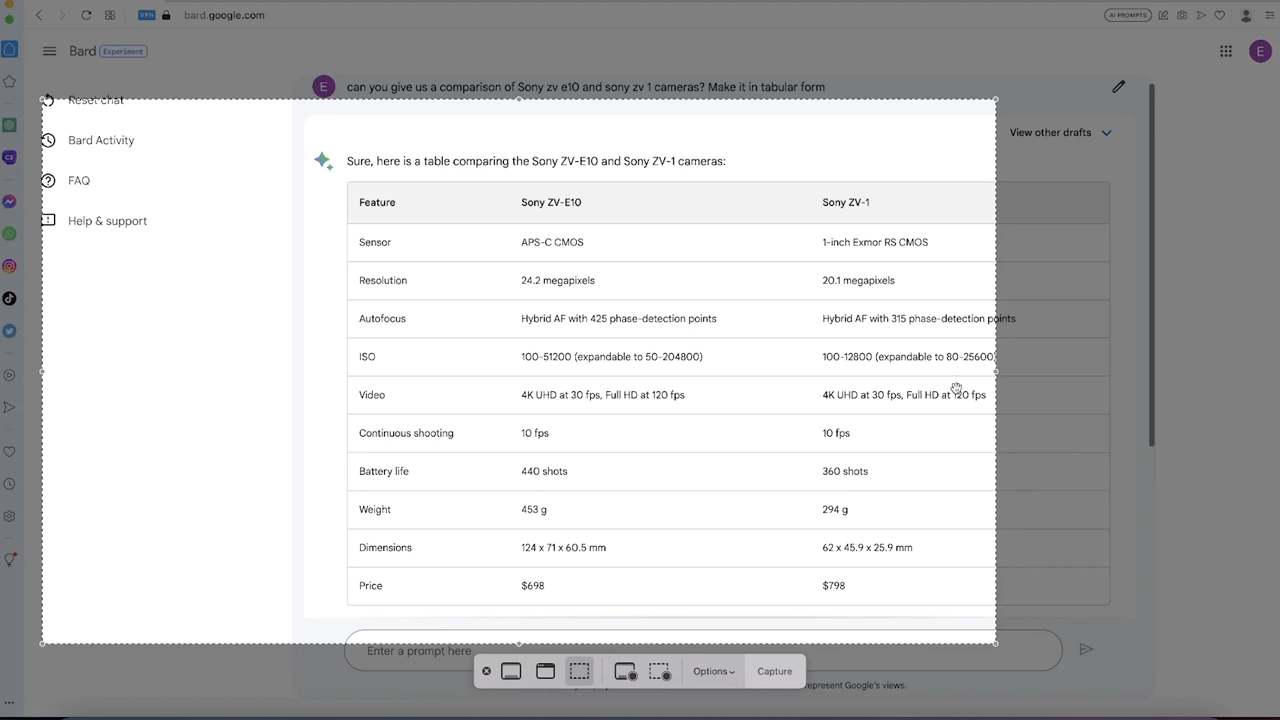 VPN bard.google.com AI PROMPTS
Bard Experiment E
E can you give us a comparison of Sony zv e10 and sony zv 1 cameras? Make it in tabular form
Reset chat
Bard Activity
FAQ
Help & support
View other drafts
Sure, here is a table comparing the Sony ZV-E10 and Sony ZV-1 cameras:
Feature Sony ZV-E10 Sony ZV-1
Sensor APS-C CMOS 1-inch Exmor RS CMOS
Resolution 24.2 megapixels 20.1 megapixels
Autofocus Hybrid AF with 425 phase-detection points Hybrid AF with 315 phase-detection points
ISO 100-51200 (expandable to 50-204800) 100-12800 (expandable to 80-25600)
Video 4K UHD at 30 fps, Full HD at 120 fps 4K UHD at 30 fps, Full HD at 120 fps
Continuous shooting 10 fps 10 fps
Battery life 440 shots 360 shots
Weight 453 g 294 g
Dimensions 124 x 71 x 60.5 mm 62 x 45.9 x 25.9 mm
Price $698 $798
Enter a prompt here
Options Capture
represent Google's views.